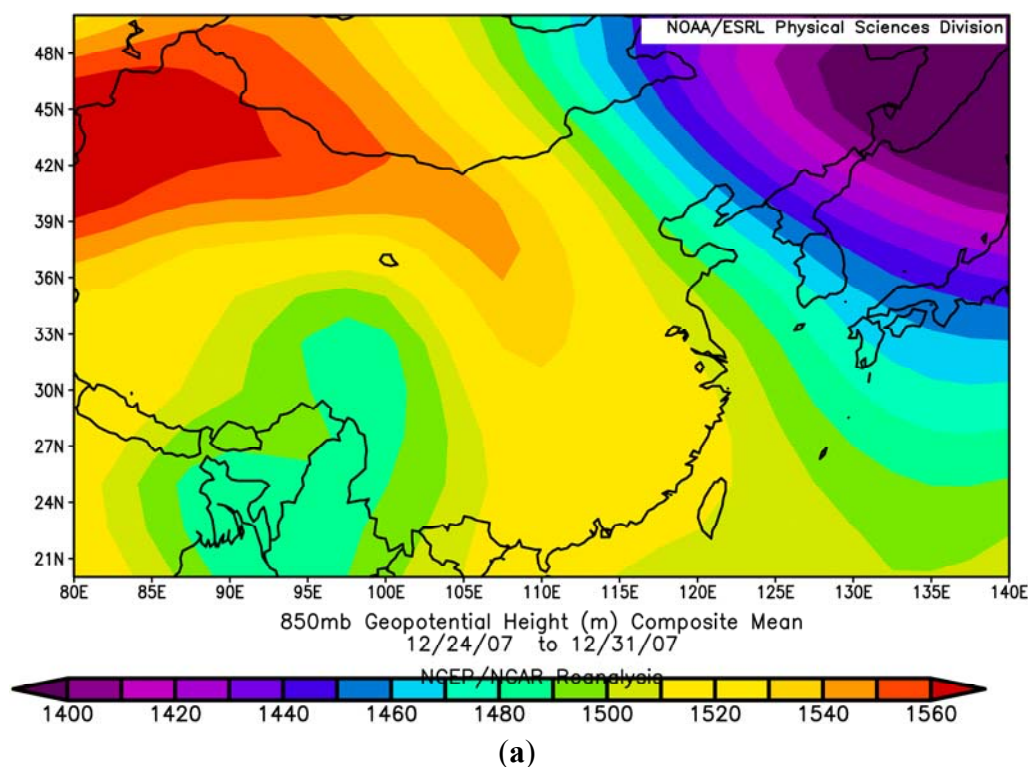 NOAA/ESRL Physical Sciences Division
48N
45N
42N
39N
36N
33N
30N
27N
24N
21N
80E 85E 90E 95E 100E 105E 110E 115E 120E 125E 130E 135E 140E
850mb Geopotential Height (m) Composite Mean
12/24/07 to 12/31/07
NCEP/NCAR Reanalysis
1400 1420 1440 1460 1480 1500 1520 1540 1560
(a)